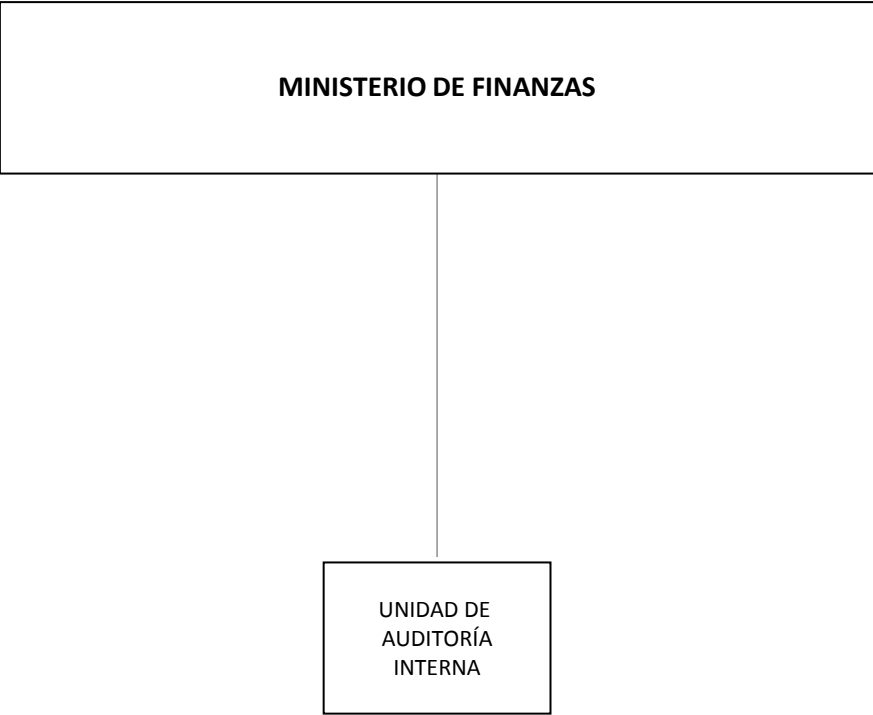 MINISTERIO DE FINANZAS
UNIDAD DE
AUDITORÍA
INTERNA